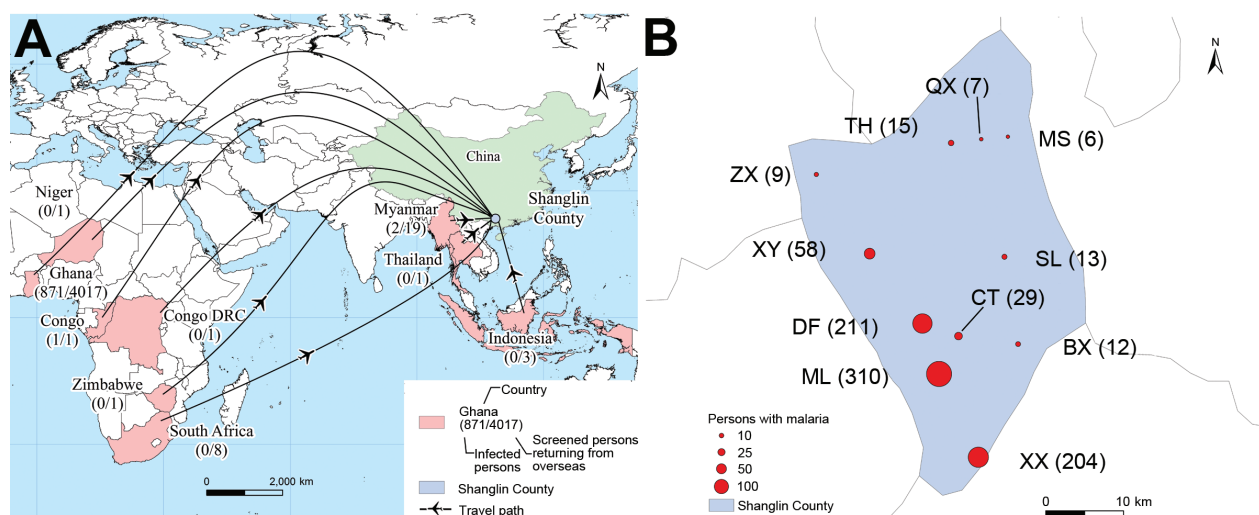 A
N
China
Niger
(0/1)
Ghana
(871/4017)
Congo
(1/1)
Congo DRC
(0/1)
Zimbabwe
(0/1)
South Africa
(0/8)
Myanmar
(2/19)
Thailand
(0/1)
Shanglin
County
Indonesia
(0/3)
Country
Ghana
(871/4017)
Infected
persons
Screened persons
returning from
overseas
Shanglin County
Travel path
0 2,000 km
B
N
QX (7)
TH (15)
MS (6)
ZX (9)
XY (58)
SL (13)
CT (29)
DF (211)
BX (12)
ML (310)
XX (204)
Persons with malaria
10
25
50
100
Shanglin County
0 10 km